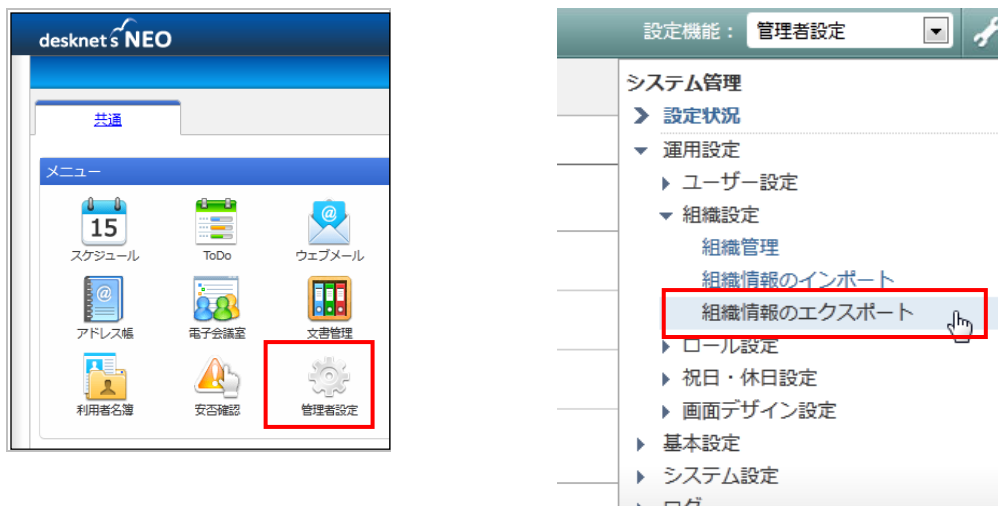 desknet's NEO
共通
メニュー
15
スケジュール
ToDo
ウェブメール
アドレス帳
電子会議室
文書管理
利用者名簿
安否確認
管理者設定
設定機能： 管理者設定
システム管理
設定状況
運用設定
ユーザー設定
組織設定
組織管理
組織情報のインポート
組織情報のエクスポート
ロール設定
祝日・休日設定
画面デザイン設定
基本設定
システム設定
ログ